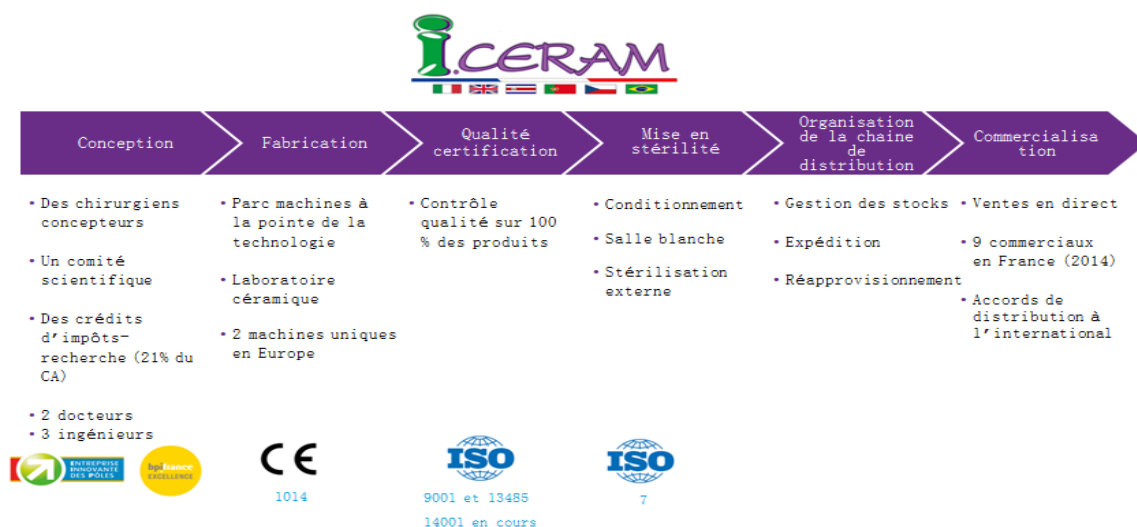 i.CERAM
Conception
Fabrication
Qualité
certification
Mise en
stérilité
Organisation
de la chaine
de
distribution
Commercialisa
tion
• Des chirurgiens
concepteurs
• Un comité
scientifique
• Des crédits
d'impôts-
recharche (21% du
CA)
• 2 docteurs
• 3 ingénieurs
• Parc machines à
la pointe de la
technologie
• Laboratoire
céramique
• 2 machines uniques
en Europe
• Contrôle
qualité sur 100
% des produits
• Conditionnement
• Salle blanche
• Stérilisation
externe
• Gestion des stocks
• Expédition
• Réapprovisionnement
• Ventes en direct
• 9 commerciaux
en France (2014)
• Accords de
distribution à
l'international
ENTREPRISE
INNOVANTE
DES PÔLES
bpifrance
EXCELLENCE
CE
1014
ISO
9001 et 13485
14001 en cours
ISO
7